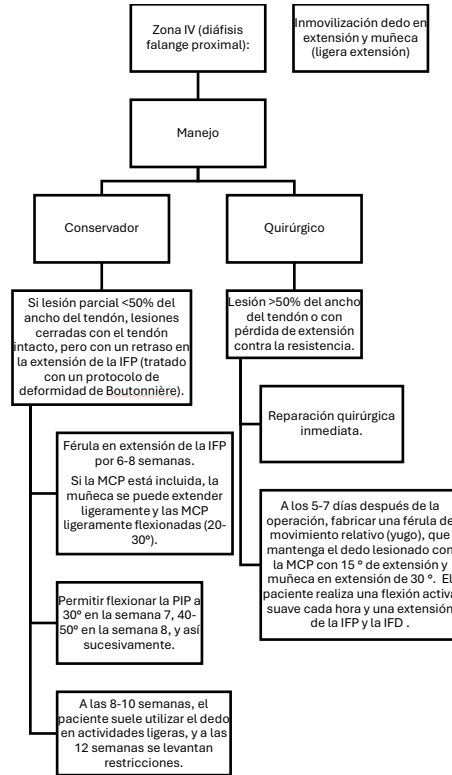 Zona IV (diáfisis
falange proximal):
Inmovilización dedo en
extensión y muñeca
(ligera extensión)
Manejo
Conservador
Quirúrgico
Si lesión parcial <50% del
ancho del tendón, lesiones
cerradas con el tendón
intacto, pero con un retraso en
la extensión de la IFP (tratado
con un protocolo de
deformidad de Boutonnière).
Lesión >50% del ancho
del tendón o con
pérdida de extensión
contra la resistencia.
Férula en extensión de la IFP
por 6-8 semanas.
Si la MCP está incluida, la
muñeca se puede extender
ligeramente y las MCP
ligeramente flexionadas (20-
30º).
Permitir flexionar la PIP a
30º en la semana 7, 40-
50º en la semana 8, y así
sucesivamente.
A las 8-10 semanas, el
paciente suele utilizar el dedo
en actividades ligeras, y a las
12 semanas se levantan
restricciones.
Reparación quirúrgica
inmediata.
A los 5-7 días después de la
operación, fabricar una férula de
movimiento relativo (yugo), que
mantenga el dedo lesionado con
la MCP con 15 º de extensión y
muñeca en extensión de 30 º. El
paciente realiza una flexión activa
suave cada hora y una extensión
de la IFP y la IFD .